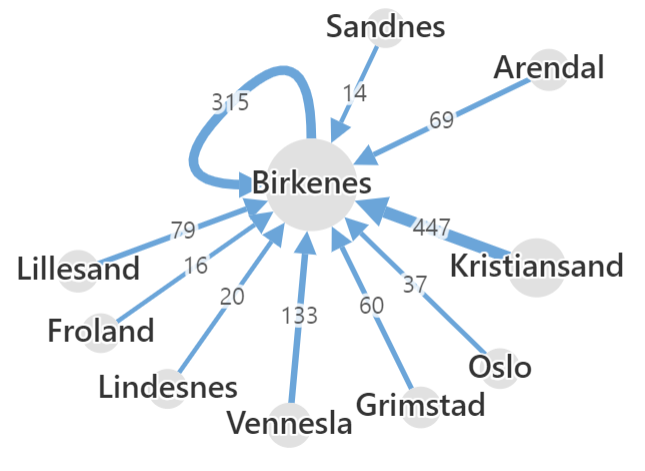 Sandnes
Arendal
315
14
69
Birkenes
79
447
Lillesand
16
Kristiansand
20
37
Froland
133
60
Lindesnes
Oslo
Vennesla
Grimstad